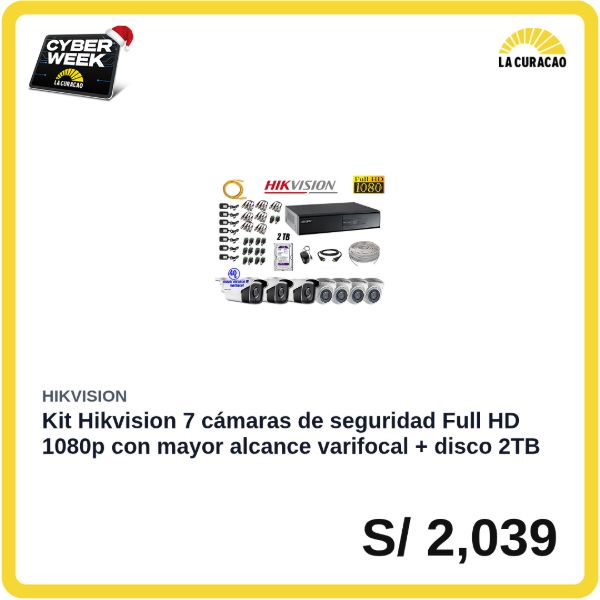 CYBER
WEEK
LA CURACAO
LA CURACAO
HIKVISION
Full HD
1080
2 TB
HIKVISION
Kit Hikvision 7 cámaras de seguridad Full HD
1080p con mayor alcance varifocal + disco 2TB
S/ 2,039